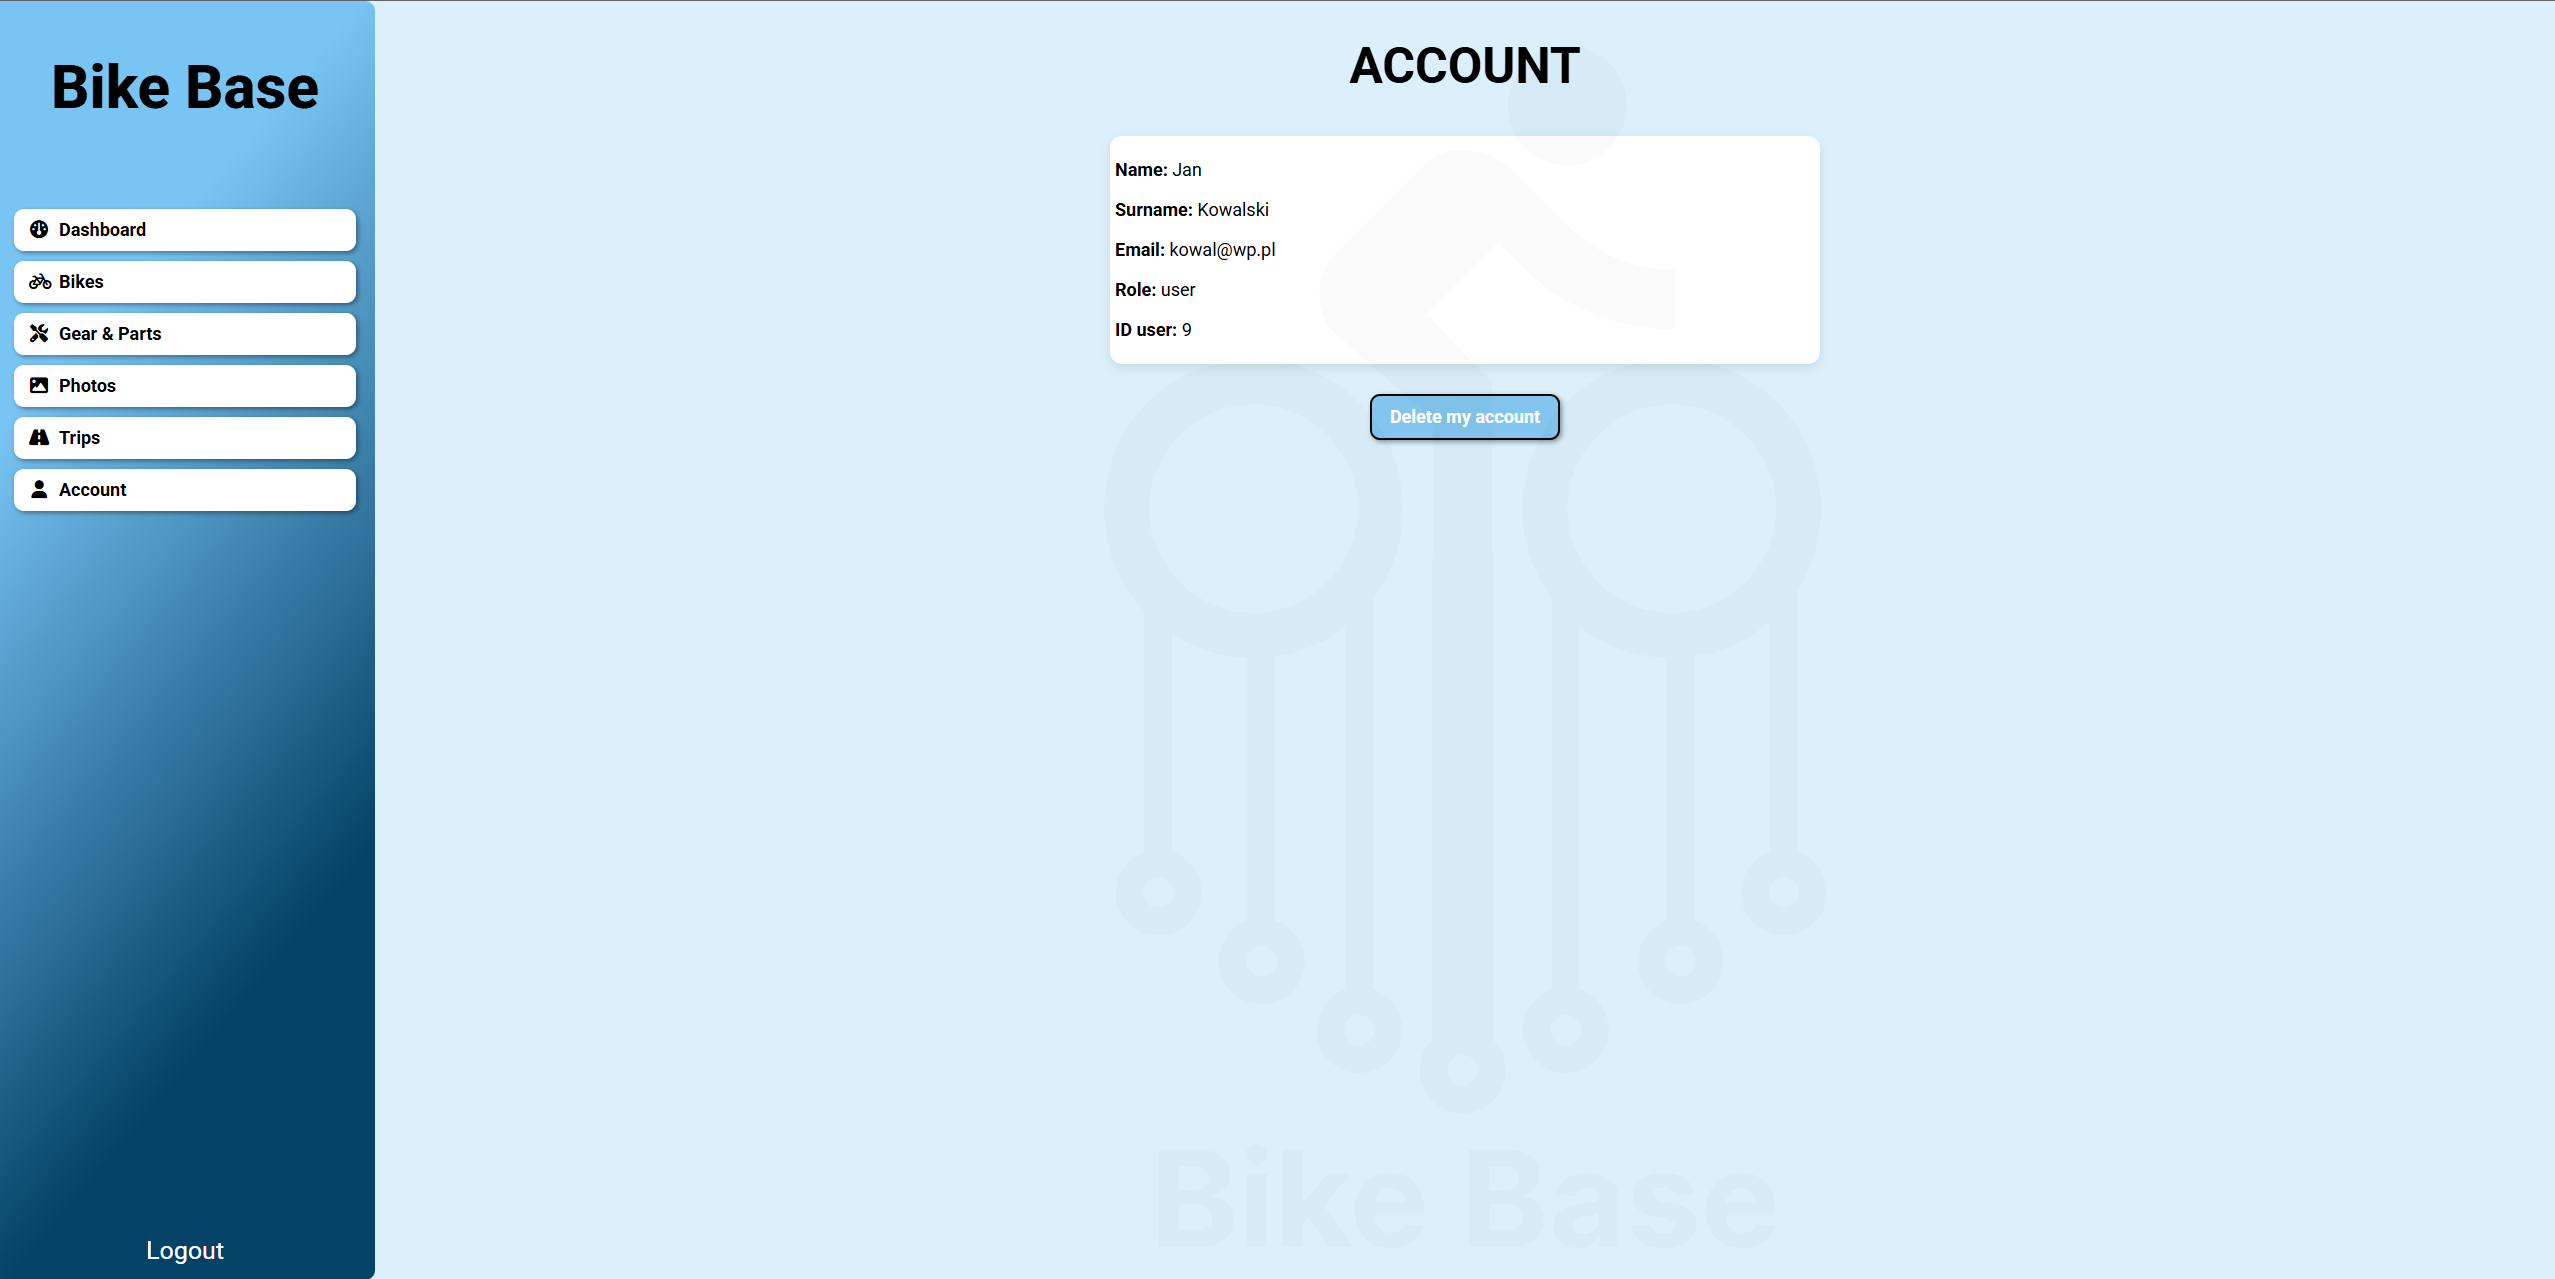 Bike Base
Dashboard
Bikes
Gear & Parts
Photos
Trips
Account
Logout
ACCOUNT
Name: Jan
Surname: Kowalski
Email: kowal@wp.pl
Role: user
ID user: 9
Delete my account
Bike Base